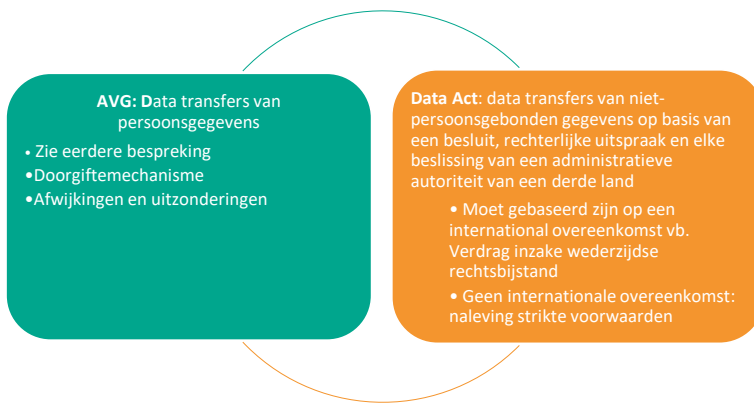 AVG: Data transfers van
persoonsgegevens
• Zie eerdere bespreking
•Doorgiftemechanisme
•Afwijkingen en uitzonderingen
Data Act: data transfers van niet-
persoonsgebonden gegevens op basis van
een besluit, rechterlijke uitspraak en elke
beslissing van een administratieve
autoriteit van een derde land
• Moet gebaseerd zijn op een
international overeenkomst vb.
Verdrag inzake wederzijdse
rechtsbijstand
• Geen internationale overeenkomst:
naleving strikte voorwaarden